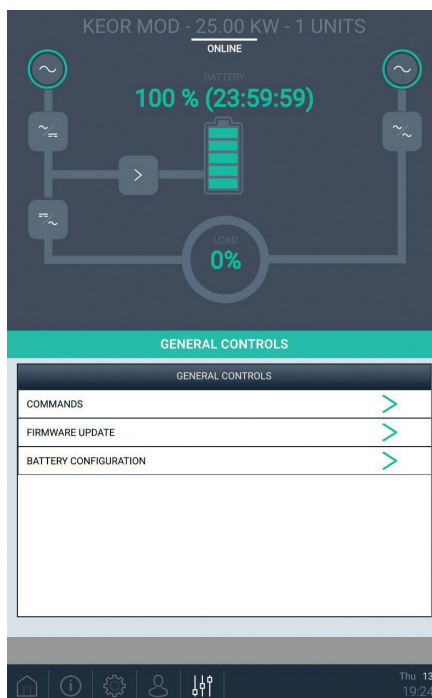 KEOR MOD - 25.00 KW - 1 UNITS
ONLINE
BATTERY
100 % (23:59:59)
LOAD
0%
GENERAL CONTROLS
GENERAL CONTROLS
COMMANDS
FIRMWARE UPDATE
BATTERY CONFIGURATION
Thu 13
19:24